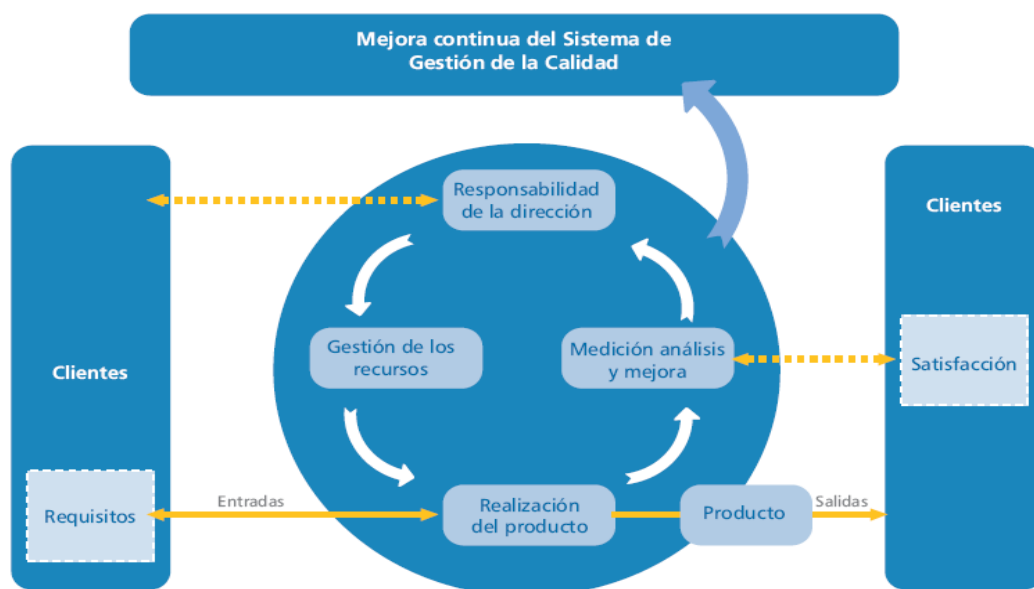 Mejora continua del Sistema de
Gestión de la Calidad
Responsabilidad
de la dirección
Clientes
Gestión de los
recursos
Medición análisis
y mejora
Clientes
Satisfacción
Requisitos
Entradas
Realización
del producto
Producto
Salidas